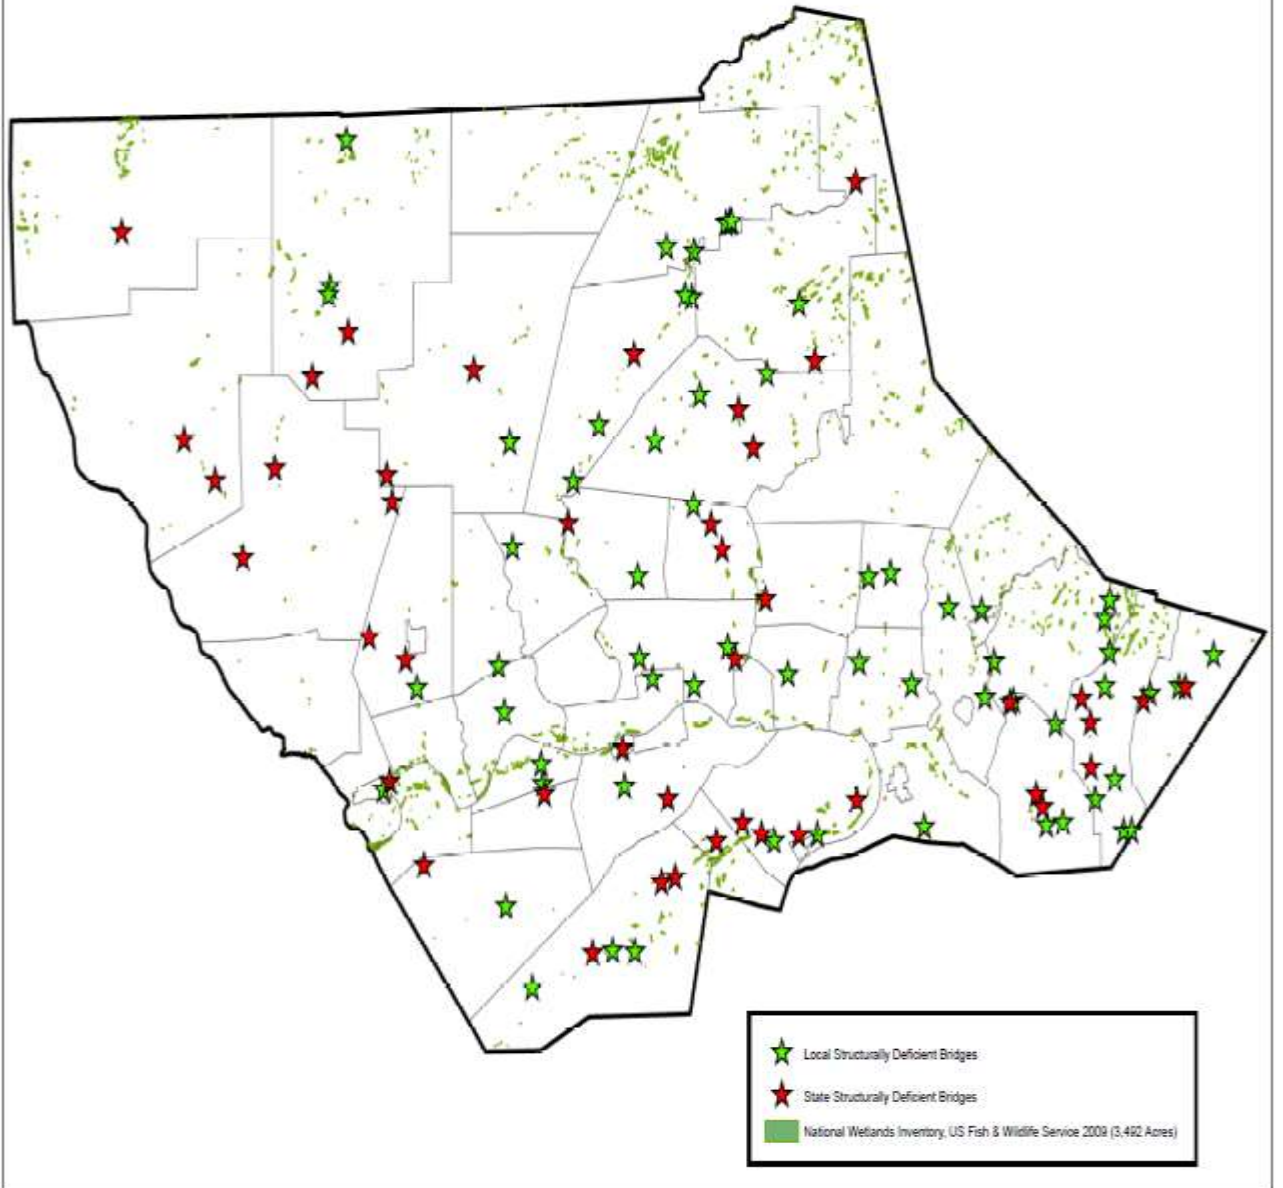 Local Structurally Deficient Bridges
State Structurally Deficient Bridges
National Wetlands Inventory, US Fish & Wildlife Service 2009 (3,492 Acres)